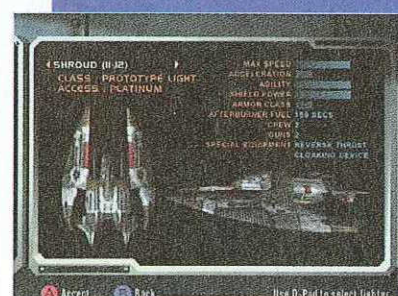 SHROUD (11-12)
CLASS : PROTOTYPE LIGHT
ACCESS : PLATINUM
MAX SPEED
ACCELERATION
AGILITY
SHIELD POWER
ARMOR CLASS
AFTERBURNER FUEL 150 SECS
CREW 2
GUNS 2
SPECIAL EQUIPMENT REVERSE THRUST
CLOAKING DEVICE
A Accept B Back Use D-Pad to select fighter